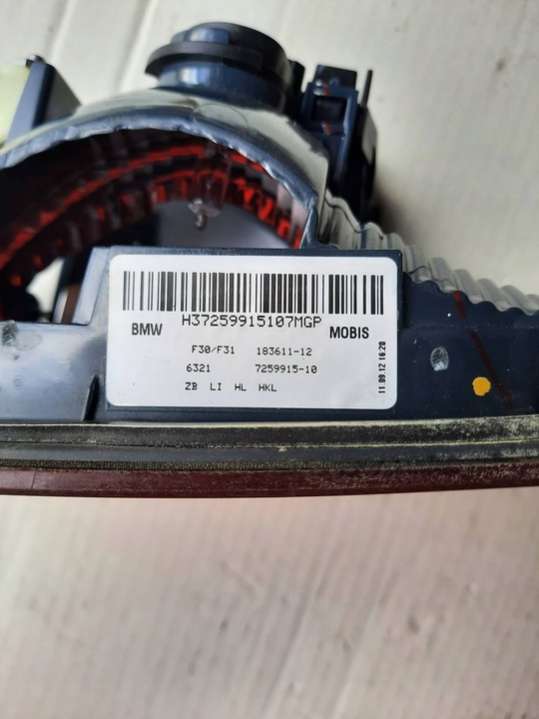 H37259915107MGP
BMW MOBIS
F30/F31 183611-12
6321 7259915-10
ZB LI HL HKL
11 09 12 16:20